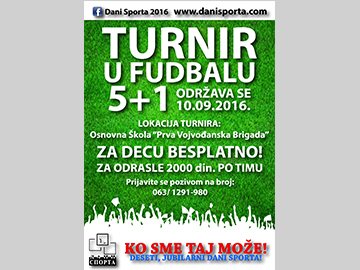 Dani Sporta 2016 www.danisporta.com
TURNIR
U FUDBALU
5+1 ODRŽAVA SE
10.09.2016.
LOKACIJA TURNIRA:
Osnovna Škola "Prva Vojvođanska Brigada"
ZA DECU BESPLATNO!
ZA ODRASLE 2000 din. PO TIMU
Prijavite se pozivom na broj:
063/ 1291-980
СПОРТА
KO SME TAJ MOŽE!
DESETI, JUBILARNI DANI SPORTA!